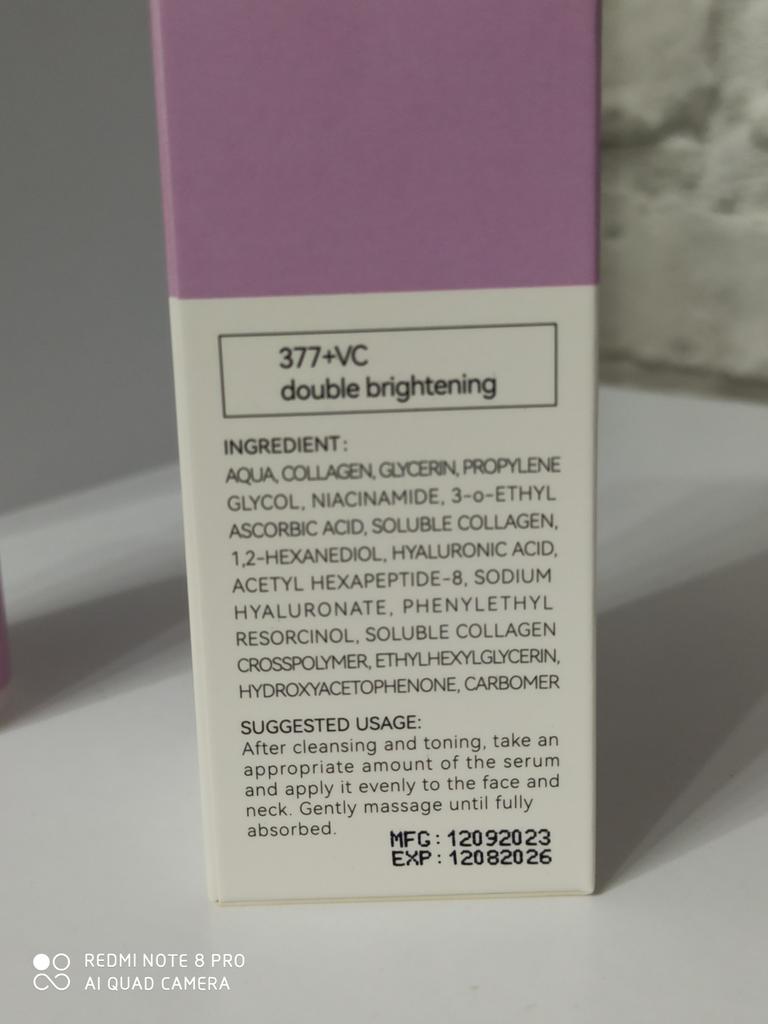 377+VC
double brightening
INGREDIENT:
AQUA, COLLAGEN, GLYCERIN, PROPYLENE
GLYCOL, NIACINAMIDE, 3-o-ETHYL
ASCORBIC ACID, SOLUBLE COLLAGEN,
1,2-HEXANEDIOL, HYALURONIC ACID,
ACETYL HEXAPEPTIDE-8, SODIUM
HYALURONATE, PHENYLETHYL
RESORCINOL, SOLUBLE COLLAGEN
CROSSPOLYMER, ETHYLHEXYLGLYCERIN,
HYDROXYACETOPHENONE, CARBOMER
SUGGESTED USAGE:
After cleansing and toning, take an
appropriate amount of the serum
and apply it evenly to the face and
neck. Gently massage until fully
absorbed.
MFG: 12092023
EXP: 12082026
REDMI NOTE 8 PRO
AI QUAD CAMERA